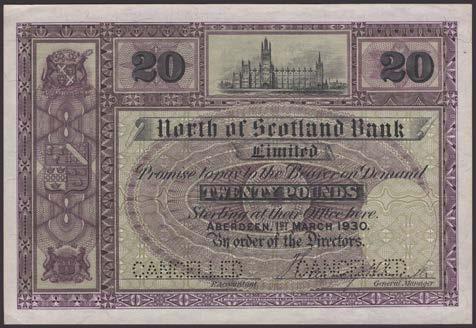 20 20
North of Scotland Bank
Limited
Promise to pay to the Bearer on Demand
TWENTY POUNDS
Sterling at their Office here.
ABERDEEN, 1ST MARCH 1930.
By order of the Directors.
CANCELLED CANCELLED
P. Accountant. General Manager